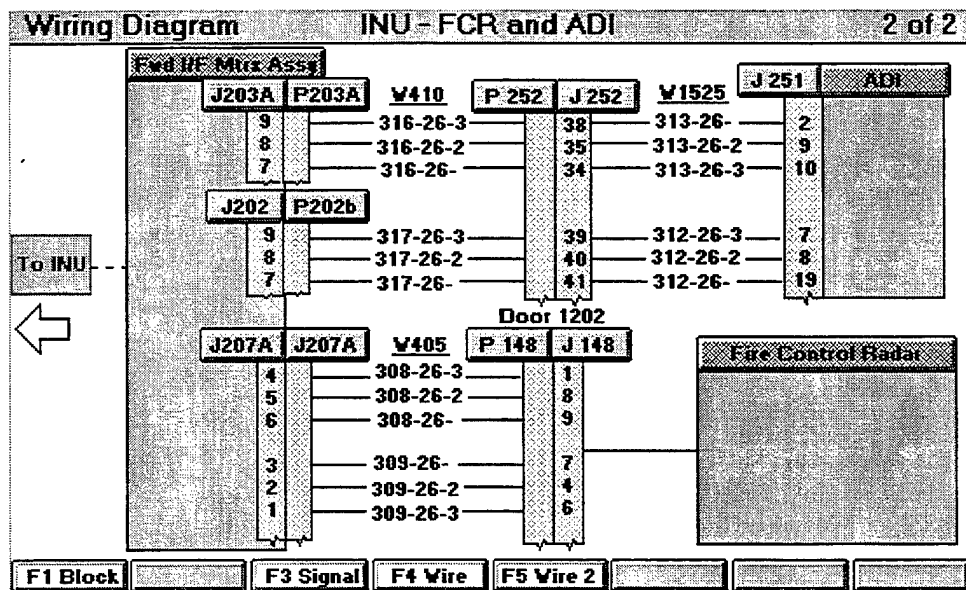 Wiring Diagram INU - FCR and ADI 2 of 2
Fwd I/F Mtrx Assy
J 251 ADI
J203A P203A W410 P 252 J 252 W1525
9 316-26-3 38 313-26- 2
8 316-26-2 35 313-26-2 9
7 316-26- 34 313-26-3 10
J202 P202b
9 317-26-3 39 312-26-3 7
To INU 8 317-26-2 40 312-26-2 8
7 317-26- 41 312-26- 19
Door 1202
J207A J207A W405 P 148 J 148
Fire Control Radar
4 308-26-3 1
5 308-26-2 8
6 308-26- 9
3 309-26- 7
2 309-26-2 4
1 309-26-3 6
F1 Block F3 Signal F4 Wire F5 Wire 2